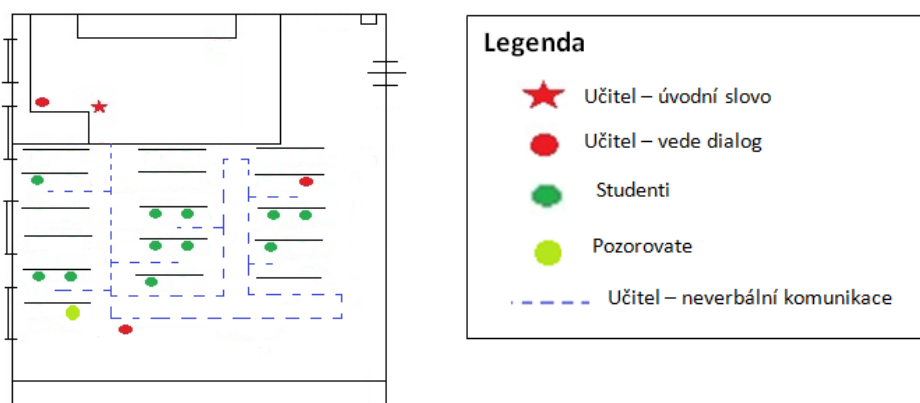 Legenda
Učitel – úvodní slovo
Učitel – vede dialog
Studenti
Pozorovate
Učitel – neverbální komunikace